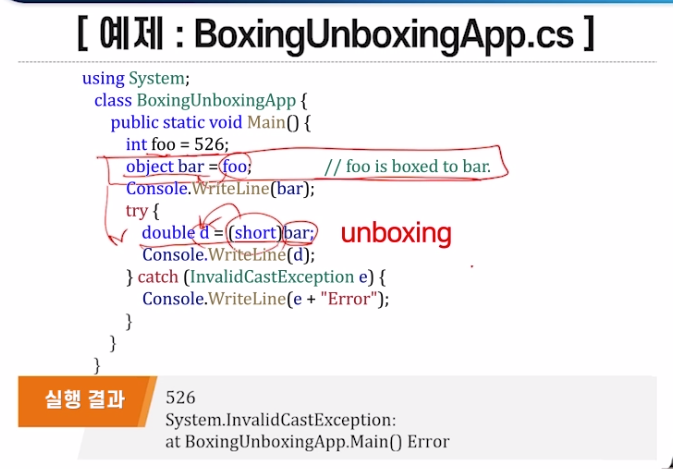 [ 예제 : BoxingUnboxingApp.cs ]
using System;
class BoxingUnboxingApp {
public static void Main() {
int foo = 526;
object bar = foo; // foo is boxed to bar.
Console.WriteLine(bar);
try {
double d = (short)bar; unboxing
Console.WriteLine(d);
} catch (InvalidCastException e) {
Console.WriteLine(e + "Error");
}
}
}
실행 결과
526
System.InvalidCastException:
at BoxingUnboxingApp.Main() Error